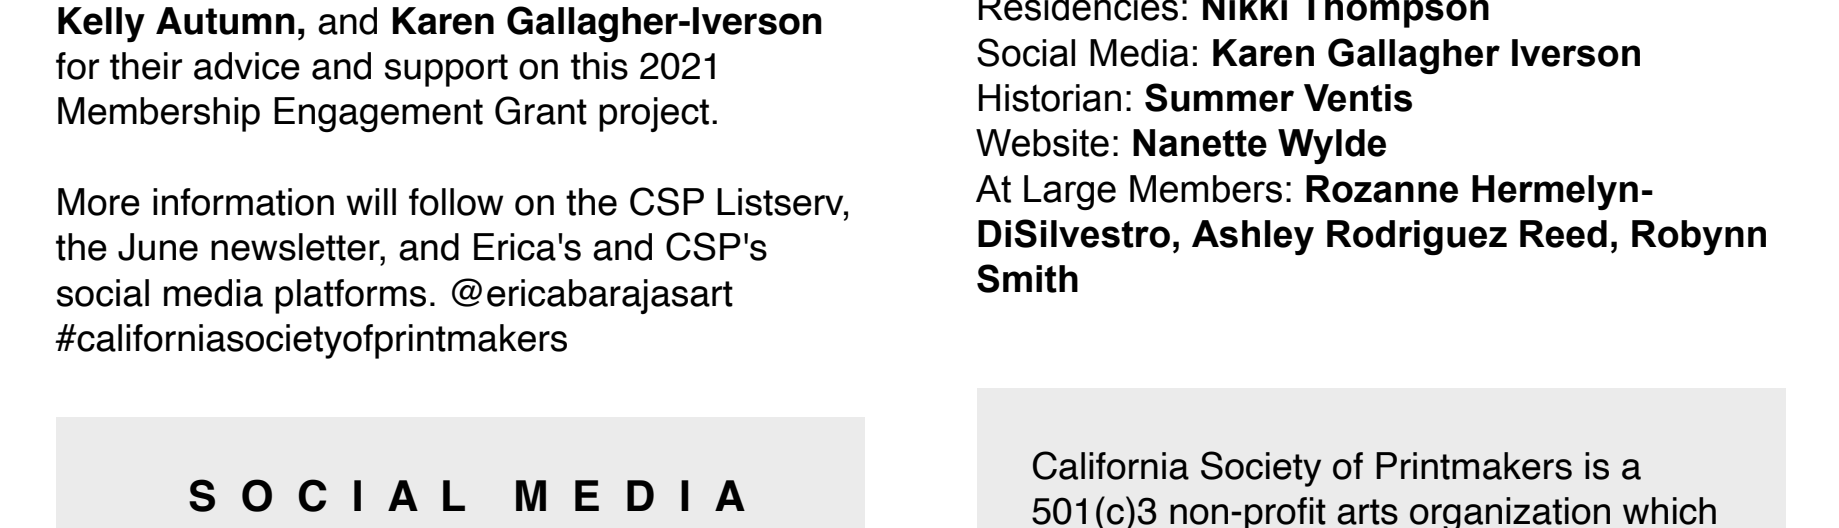 Kelly Autumn, and Karen Gallagher-Iverson
for their advice and support on this 2021
Membership Engagement Grant project.
More information will follow on the CSP Listserv,
the June newsletter, and Erica's and CSP's
social media platforms. @ericabarajasart
#californiasocietyofprintmakers
SOCIAL MEDIA
Residencies: Nikki Thompson
Social Media: Karen Gallagher Iverson
Historian: Summer Ventis
Website: Nanette Wylde
At Large Members: Rozanne Hermelyn-
DiSilvestro, Ashley Rodriguez Reed, Robynn
Smith
California Society of Printmakers is a
501(c)3 non-profit arts organization which